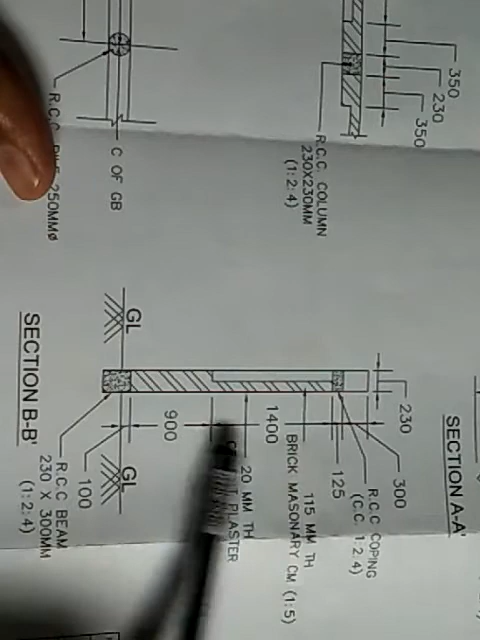 350
230
350
R.C.C. COLUMN
230X230MM
(1:2:4)
R.C.C. 250MMø
C OF GB
SECTION A-A'
230
300
125
1400
900
100
R.C.C COPING
(C.C. 1:2:4)
115 MM TH
BRICK MASONARY CM (1:5)
20 MM TH
PLASTER
GL
GL
R.C.C BEAM
230 X 300MM
(1:2:4)
SECTION B-B'